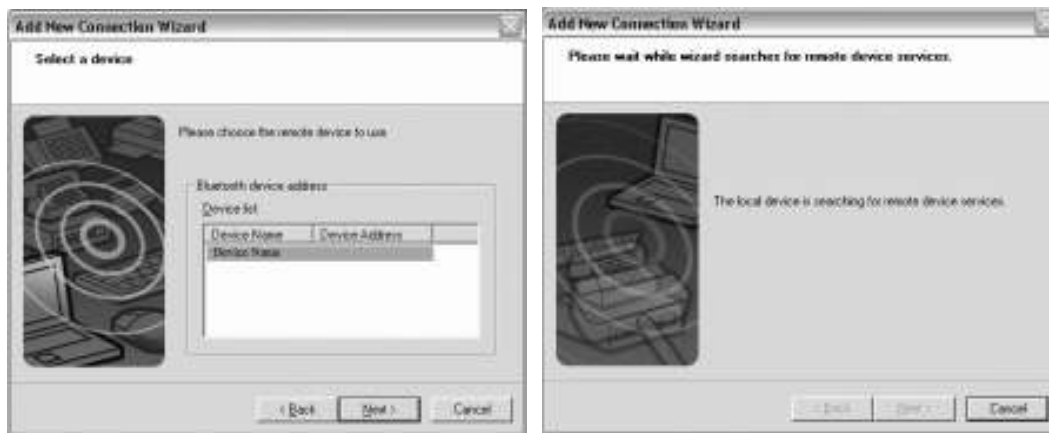 Add New Connection Wizard
Select a device
Please choose the remote device to use
Bluetooth device address
Device list
Device Name Device Address
Device Name
< Back Next > Cancel
Add New Connection Wizard
Please wait while wizard searches for remote device services.
The local device is searching for remote device services.
< Back Next > Cancel